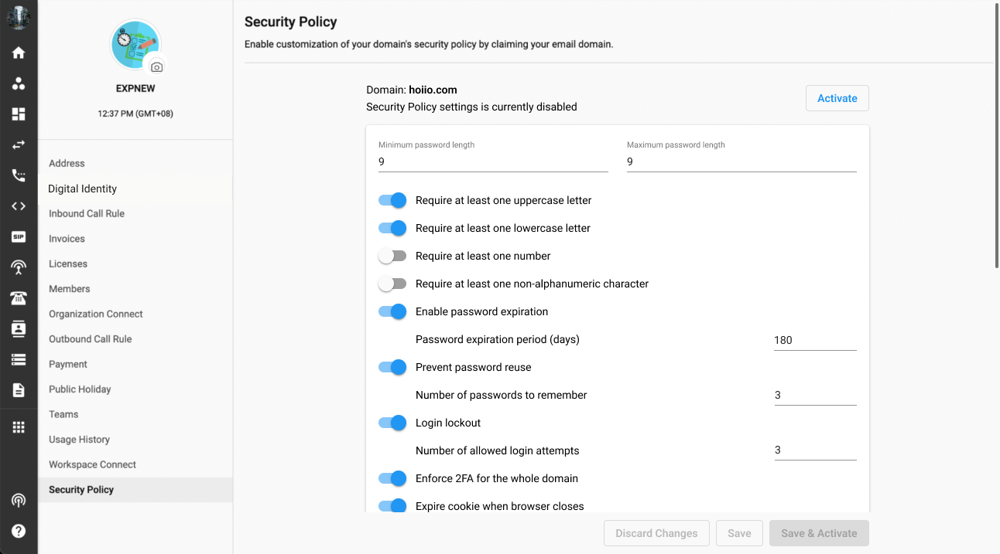 Security Policy
Enable customization of your domain's security policy by claiming your email domain.
EXPNEW
12:37 PM (GMT+08)
Address
Digital Identity
Inbound Call Rule
Invoices
Licenses
Members
Organization Connect
Outbound Call Rule
Payment
Public Holiday
Teams
Usage History
Workspace Connect
Security Policy
SIP
Domain: hoiio.com
Security Policy settings is currently disabled
Activate
Minimum password length
Maximum password length
9
9
Require at least one uppercase letter
Require at least one lowercase letter
Require at least one number
Require at least one non-alphanumeric character
Enable password expiration
Password expiration period (days) 180
Prevent password reuse
Number of passwords to remember 3
Login lockout
Number of allowed login attempts 3
Enforce 2FA for the whole domain
Expire cookie when browser closes
Discard Changes
Save
Save & Activate